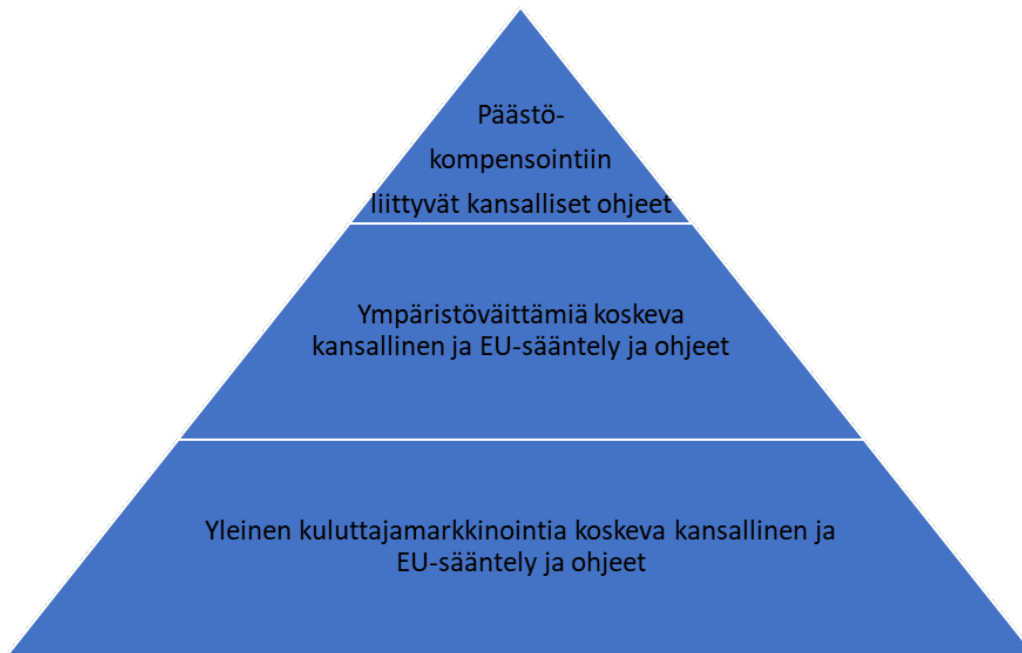 Päästö-
kompensointiin
liittyvät kansalliset ohjeet
Ympäristöväittämiä koskeva
kansallinen ja EU-sääntely ja ohjeet
Yleinen kuluttajamarkkinointia koskeva kansallinen ja
EU-sääntely ja ohjeet